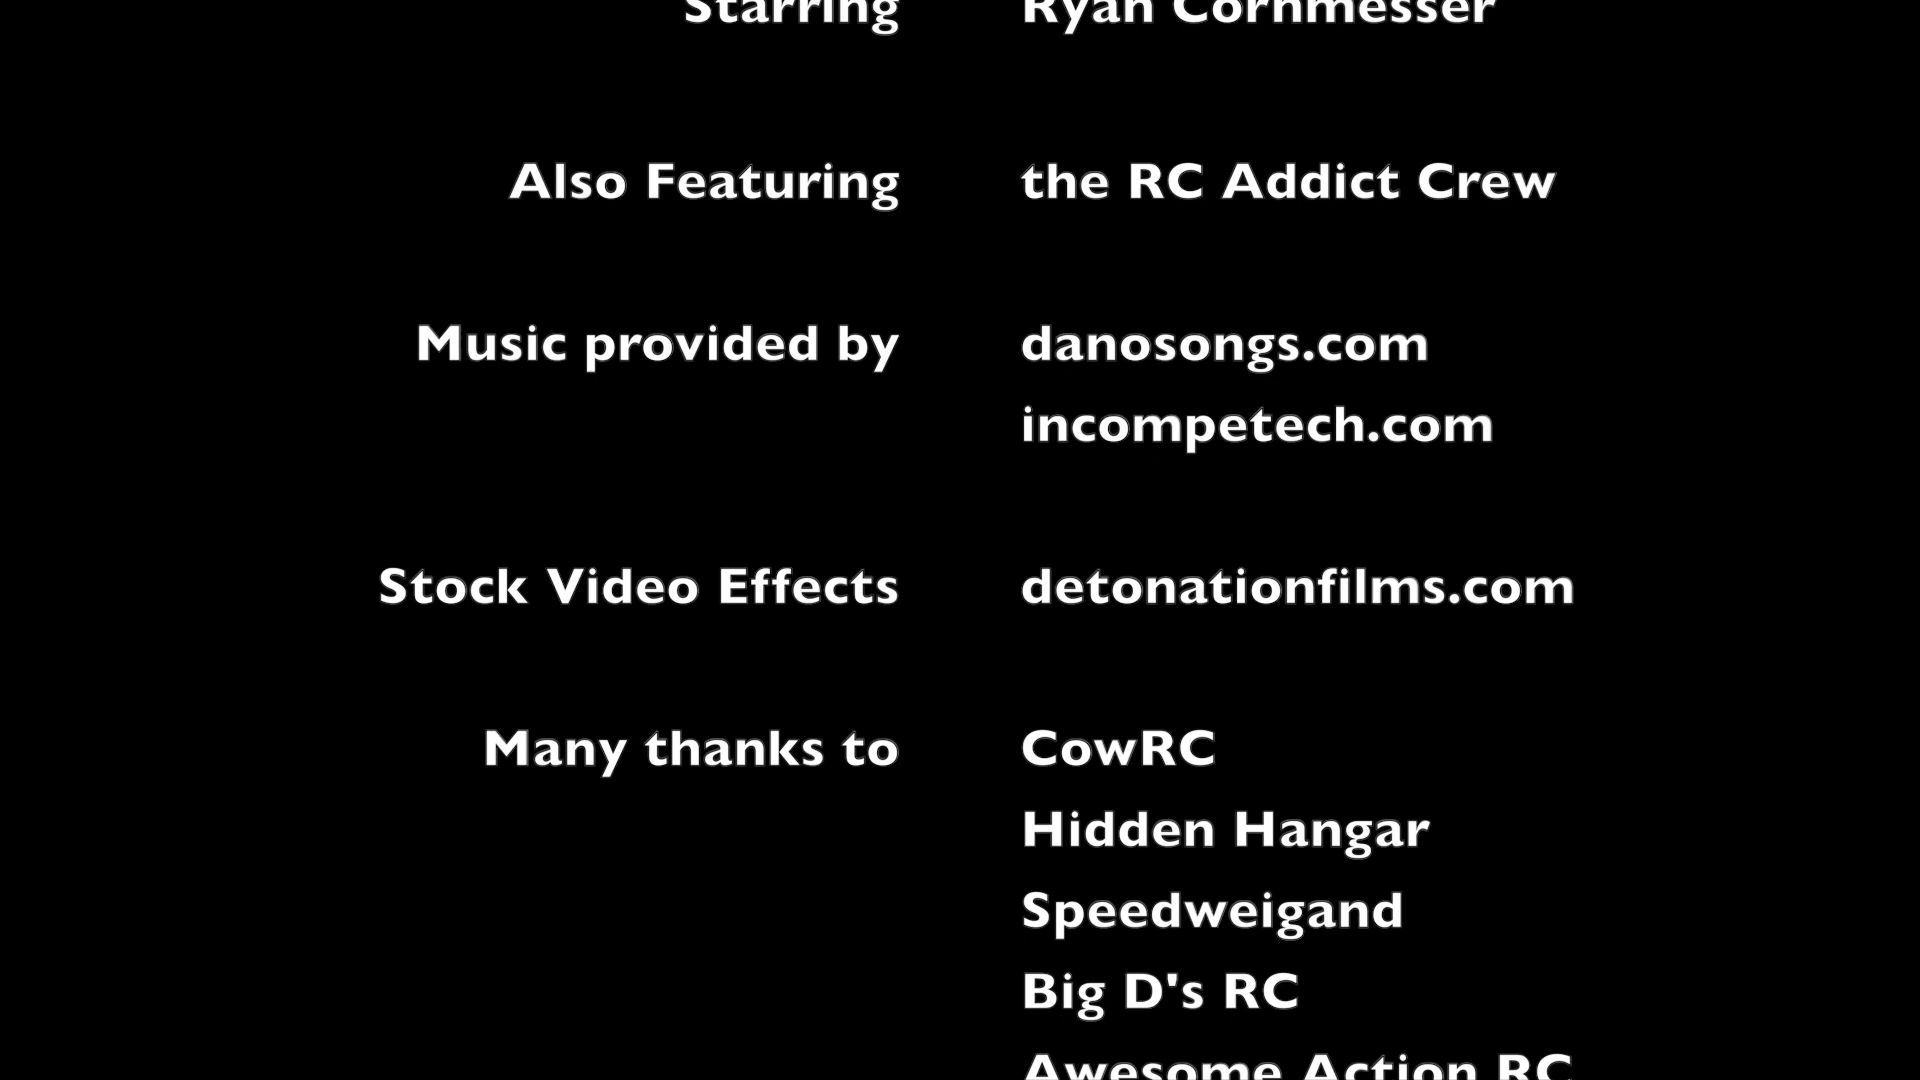 Starring Ryan Cornmesser
Also Featuring the RC Addict Crew
Music provided by danosongs.com
incompetech.com
Stock Video Effects detonationfilms.com
Many thanks to CowRC
Hidden Hangar
Speedweigand
Big D's RC
Awesome Action RC